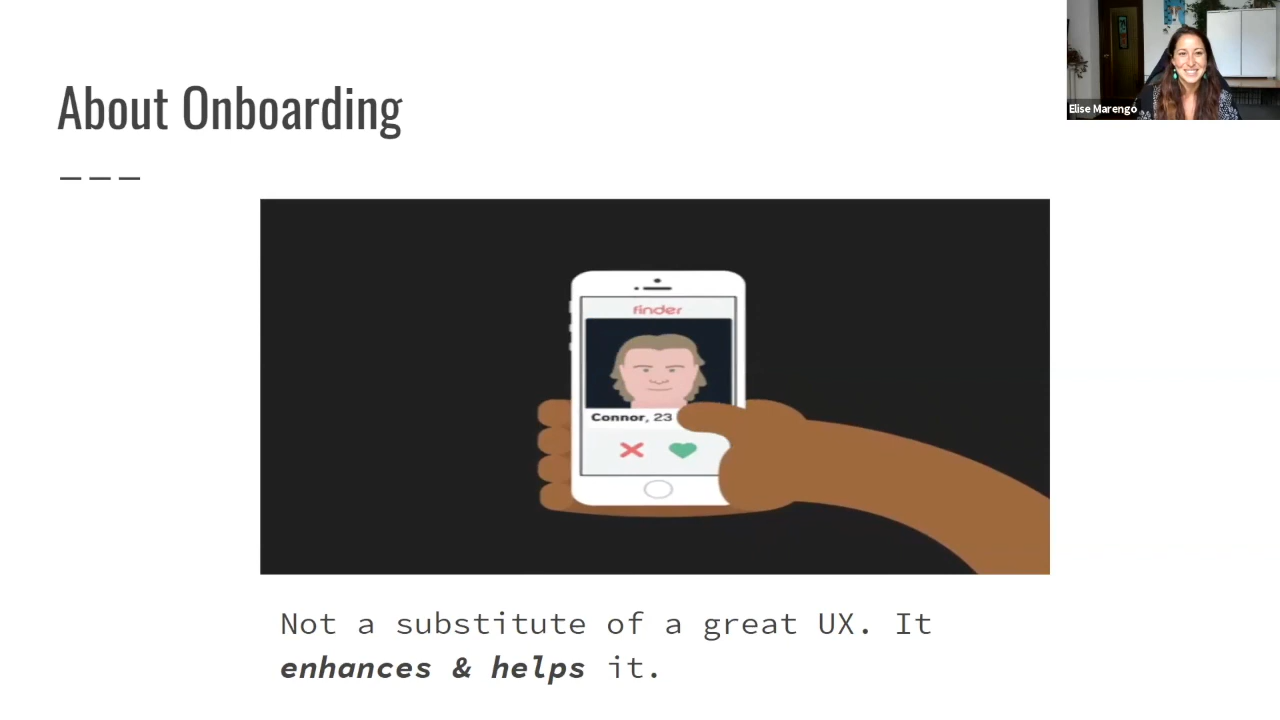 About Onboarding
Elise Marengo
finder
Connor, 23
Not a substitute of a great UX. It
enhances & helps it.